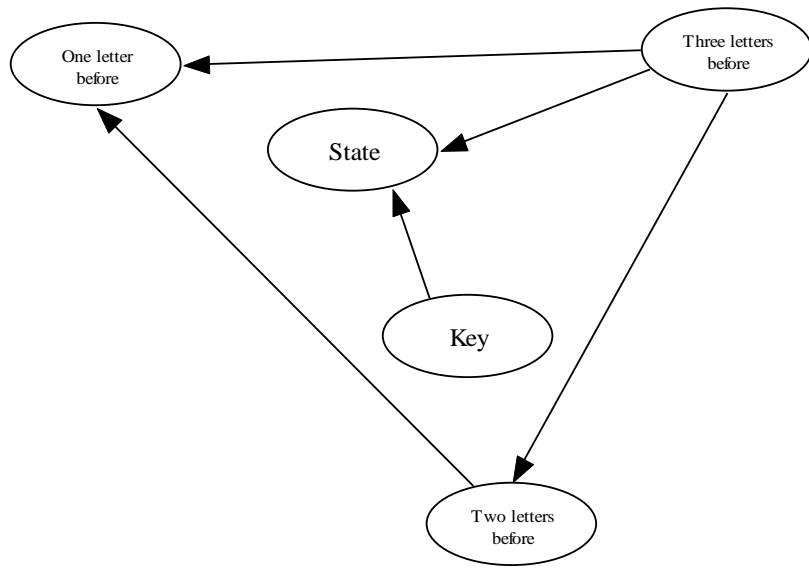 One letter
before
Three letters
before
State
Key
Two letters
before